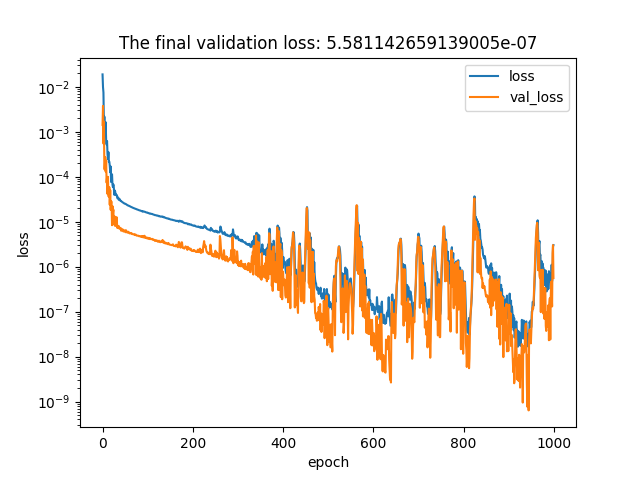 The final validation loss: 5.581142659139005e-07
loss
val_loss
10⁻²
10⁻³
10⁻⁴
10⁻⁵
10⁻⁶
10⁻⁷
10⁻⁸
10⁻⁹
loss
0 200 400 600 800 1000
epoch